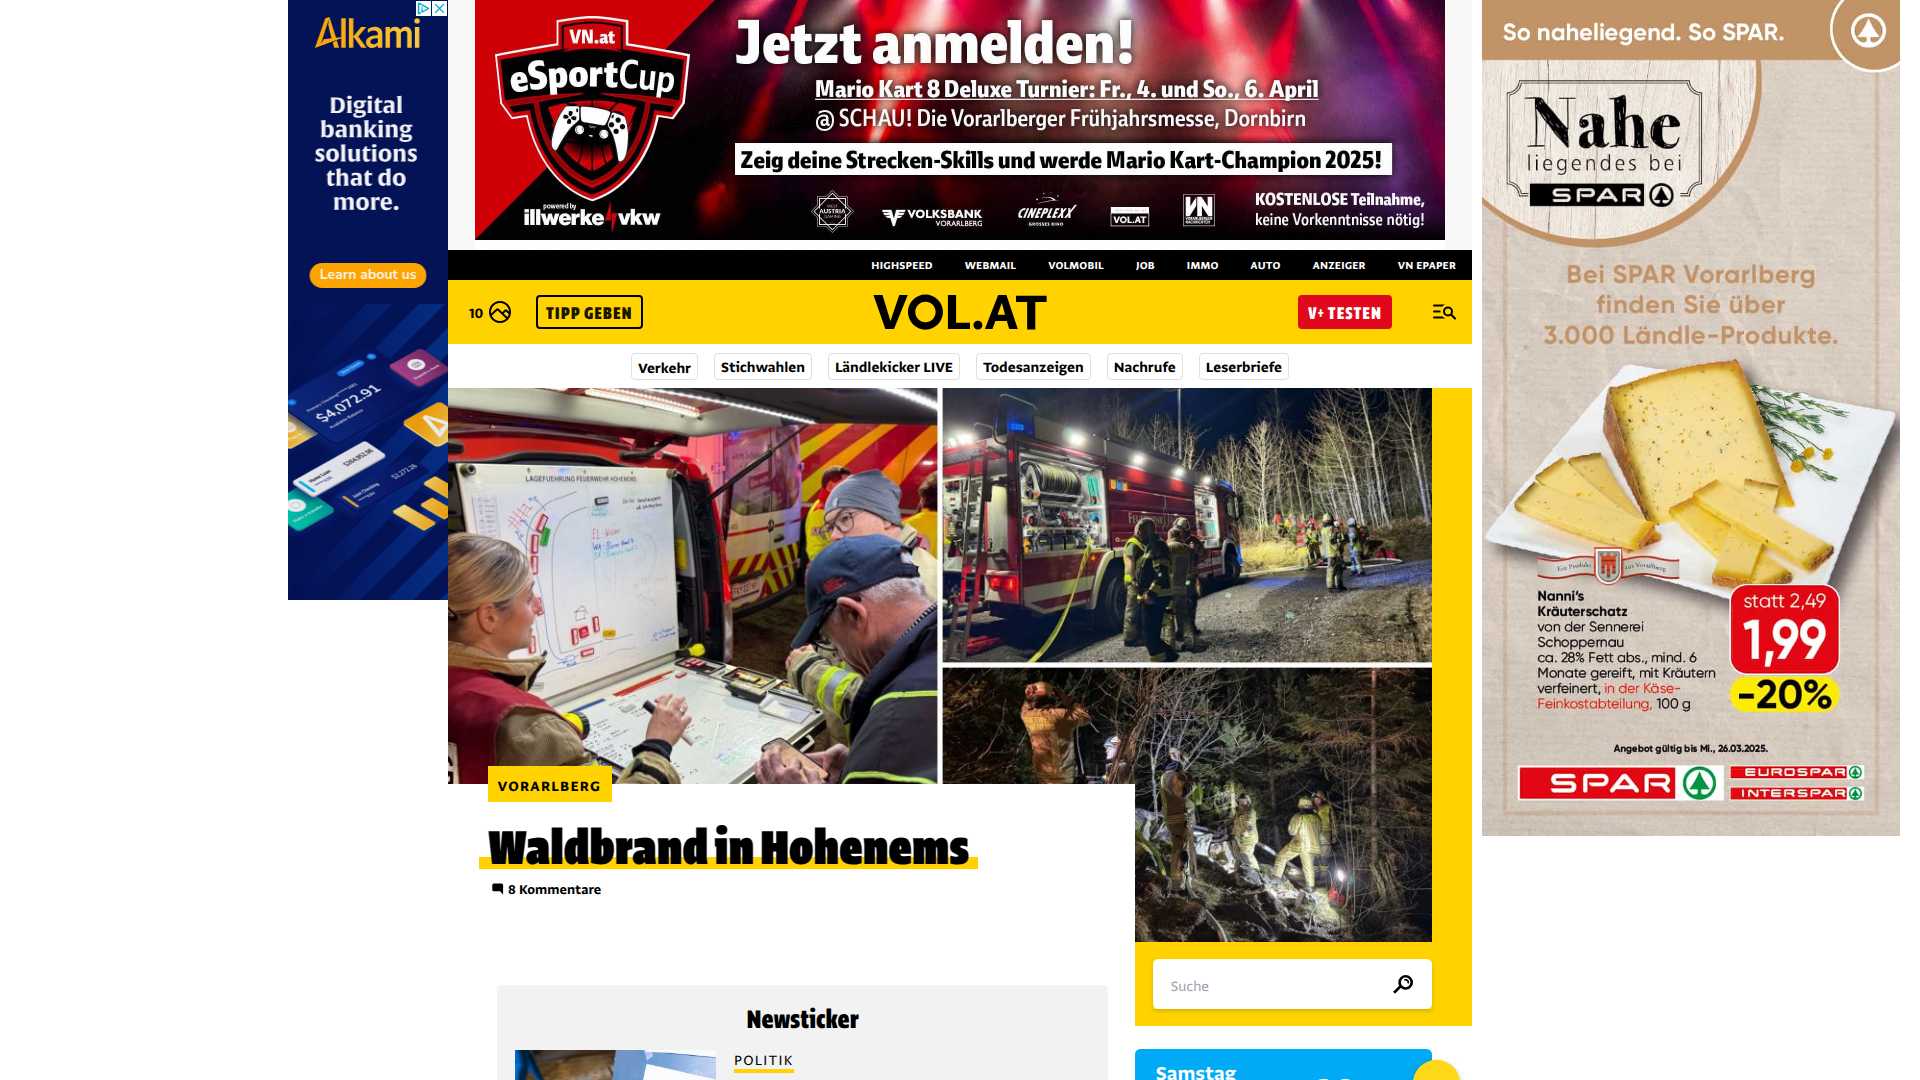 Alkami
Digital
banking
solutions
that do
more.
Learn about us
$4,072.91
VN.at
eSportCup
powered by
illwerke vkw
Jetzt anmelden!
Mario Kart 8 Deluxe Turnier: Fr., 4. und So., 6. April
@ SCHAU! Die Vorarlberger Frühjahrsmesse, Dornbirn
Zeig deine Strecken-Skills und werde Mario Kart-Champion 2025!
VOLKSBANK
VORARLBERG
CINEPLEXX
VOL.AT
VN
KOSTENLOSE Teilnahme,
keine Vorkenntnisse nötig!
HIGHSPEED WEBMAIL VOLMOBIL JOB IMMO AUTO ANZEIGER VN EPAPER
10 TIPP GEBEN VOL.AT V+ TESTEN
Verkehr Stichwahlen Ländlekicker LIVE Todesanzeigen Nachrufe Leserbriefe
LAGEFUEHRUNG FEUERWEHR HOHENEMS
VORARLBERG
Waldbrand in Hohenems
8 Kommentare
Newsticker
POLITIK
Suche
Samstag
So naheliegend. So SPAR.
Nahe
liegendes bei
SPAR
Bei SPAR Vorarlberg
finden Sie über
3.000 Ländle-Produkte.
Ein Produkt aus Vorarlberg
Nanni's
Kräuterschatz
von der Sennerei
Schoppernau
ca. 28% Fett abs., mind. 6
Monate gereift, mit Kräutern
verfeinert, in der Käse-
Feinkostabteilung, 100 g
statt 2,49
1,99
-20%
Angebot gültig bis Mi., 26.03.2025.
SPAR
EUROSPAR
INTERSPAR